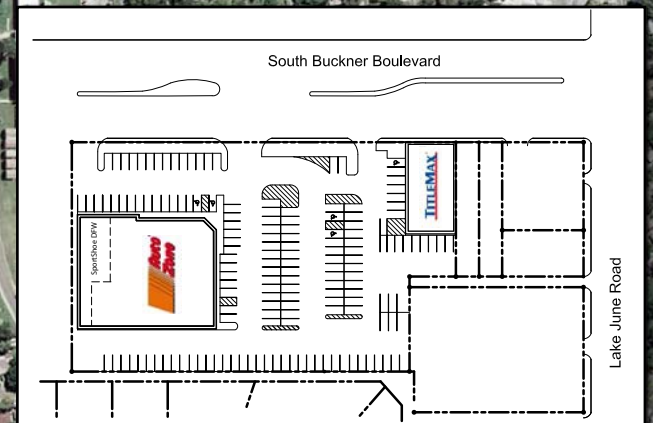 South Buckner Boulevard
TITLEMAX
SportShoe DFW
Auto
Zone
Lake June Road